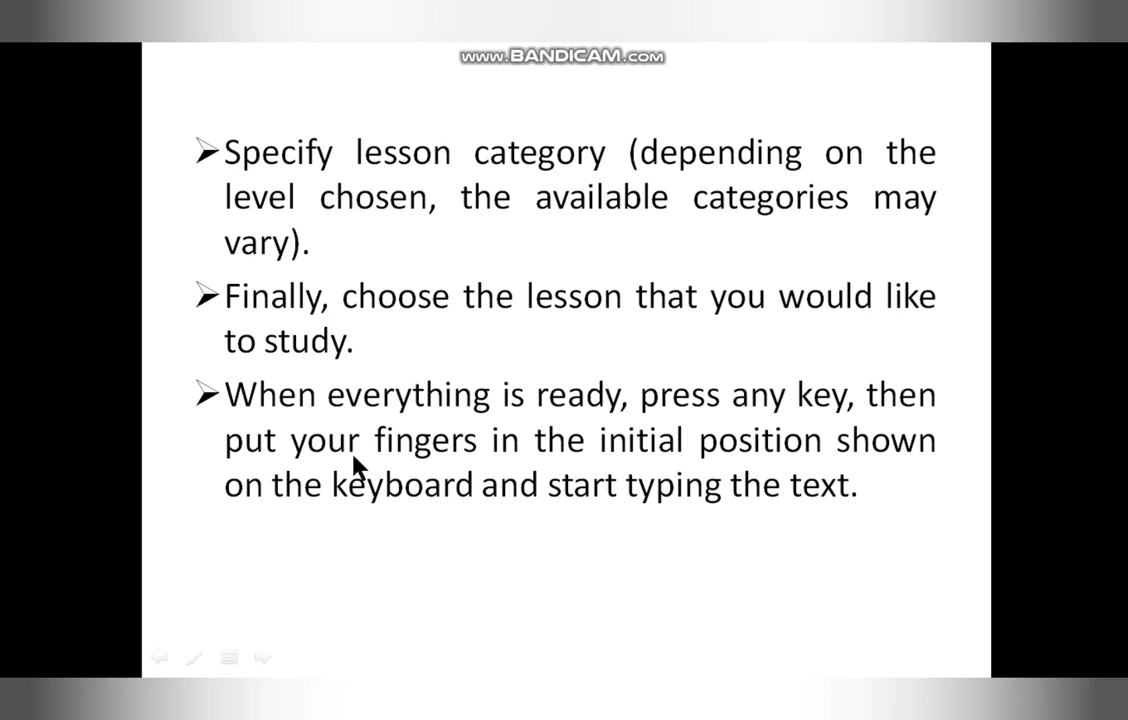 www.BANDICAM.com
➢Specify lesson category (depending on the
level chosen, the available categories may
vary).
➢Finally, choose the lesson that you would like
to study.
➢When everything is ready, press any key, then
put your fingers in the initial position shown
on the keyboard and start typing the text.